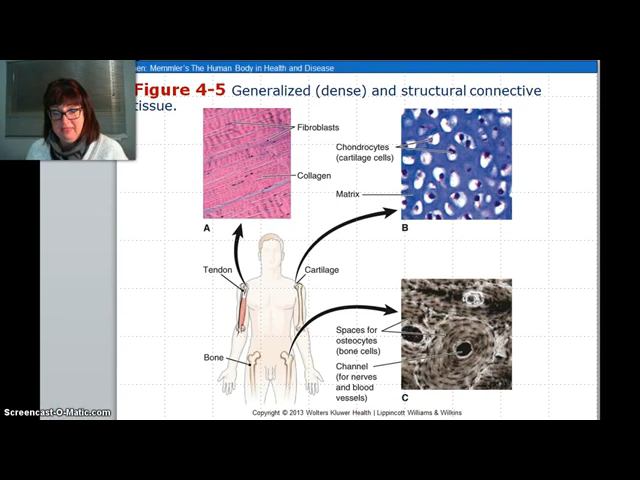 en: Memmler's The Human Body in Health and Disease
Figure 4-5 Generalized (dense) and structural connective
tissue.
Fibroblasts
Collagen
Chondrocytes
(cartilage cells)
Matrix
A
B
Tendon
Cartilage
Bone
Spaces for
osteocytes
(bone cells)
Channel
(for nerves
and blood
vessels)
C
Copyright © 2013 Wolters Kluwer Health | Lippincott Williams & Wilkins
Screencast-O-Matic.com